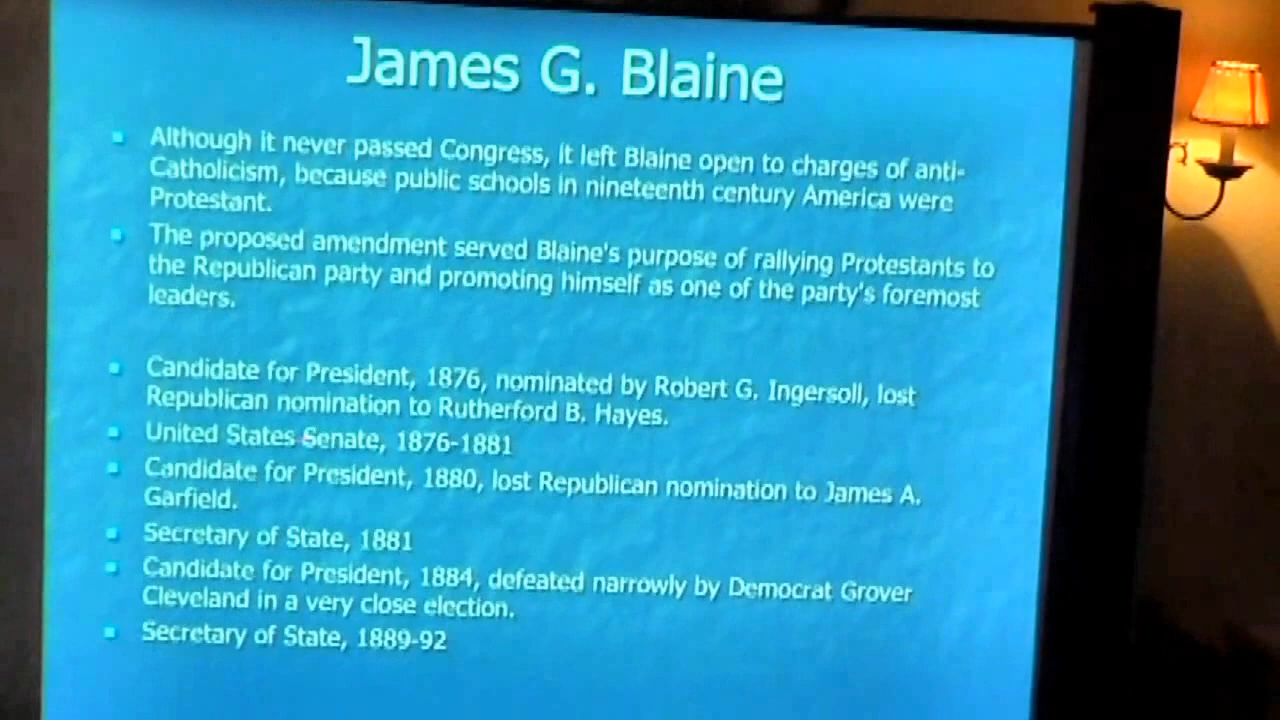 James G. Blaine
Although it never passed Congress, it left Blaine open to charges of anti-
Catholicism, because public schools in nineteenth century America were
Protestant.
The proposed amendment served Blaine's purpose of rallying Protestants to
the Republican party and promoting himself as one of the party's foremost
leaders.
Candidate for President, 1876, nominated by Robert G. Ingersoll, lost
Republican nomination to Rutherford B. Hayes.
United States Senate, 1876-1881
Candidate for President, 1880, lost Republican nomination to James A.
Garfield.
Secretary of State, 1881
Candidate for President, 1884, defeated narrowly by Democrat Grover
Cleveland in a very close election.
Secretary of State, 1889-92